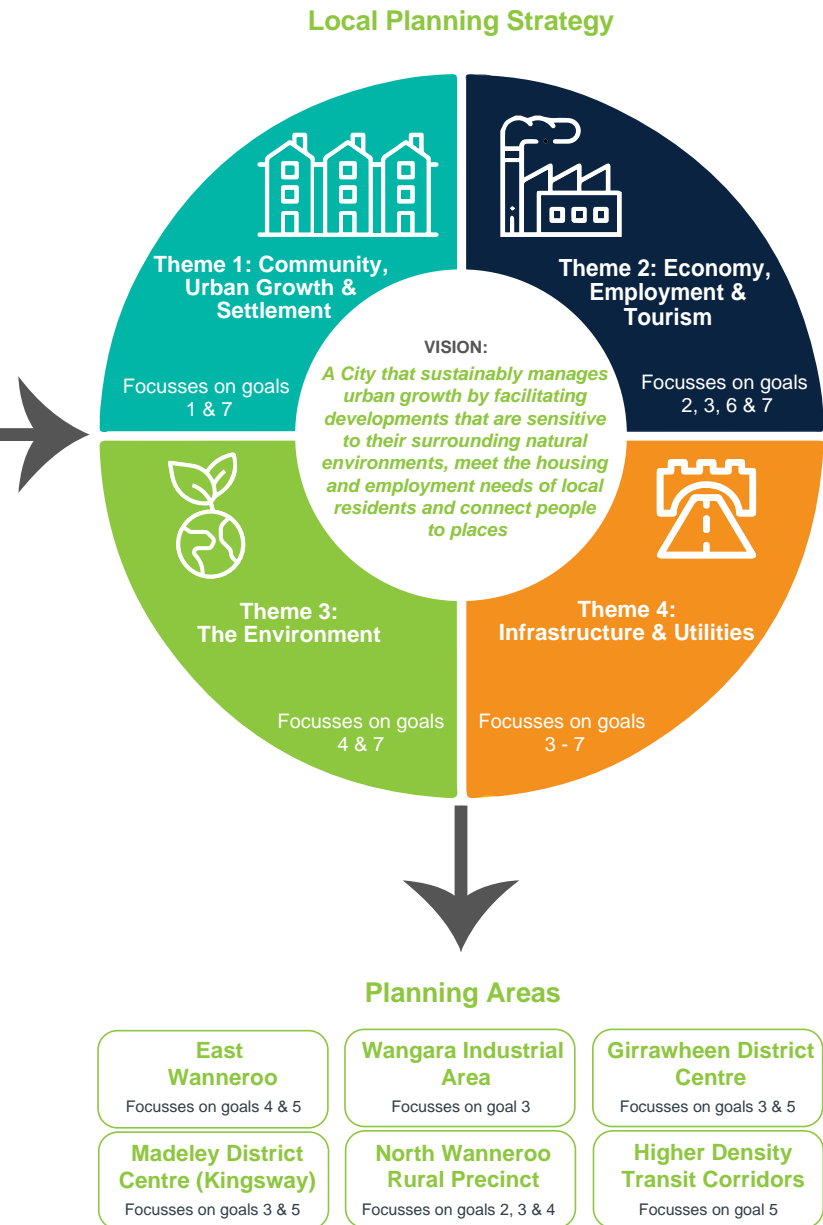 Local Planning Strategy
Theme 1: Community,
Urban Growth &
Settlement
Focusses on goals
1 & 7
Theme 2: Economy,
Employment &
Tourism
Focusses on goals
2, 3, 6 & 7
VISION:
A City that sustainably manages
urban growth by facilitating
developments that are sensitive
to their surrounding natural
environments, meet the housing
and employment needs of local
residents and connect people
to places
Theme 3:
The Environment
Focusses on goals
4 & 7
Theme 4:
Infrastructure & Utilities
Focusses on goals
3 - 7
Planning Areas
East
Wanneroo
Focusses on goals 4 & 5
Wangara Industrial
Area
Focusses on goal 3
Girrawheen District
Centre
Focusses on goals 3 & 5
Madeley District
Centre (Kingsway)
Focusses on goals 3 & 5
North Wanneroo
Rural Precinct
Focusses on goals 2, 3 & 4
Higher Density
Transit Corridors
Focusses on goal 5